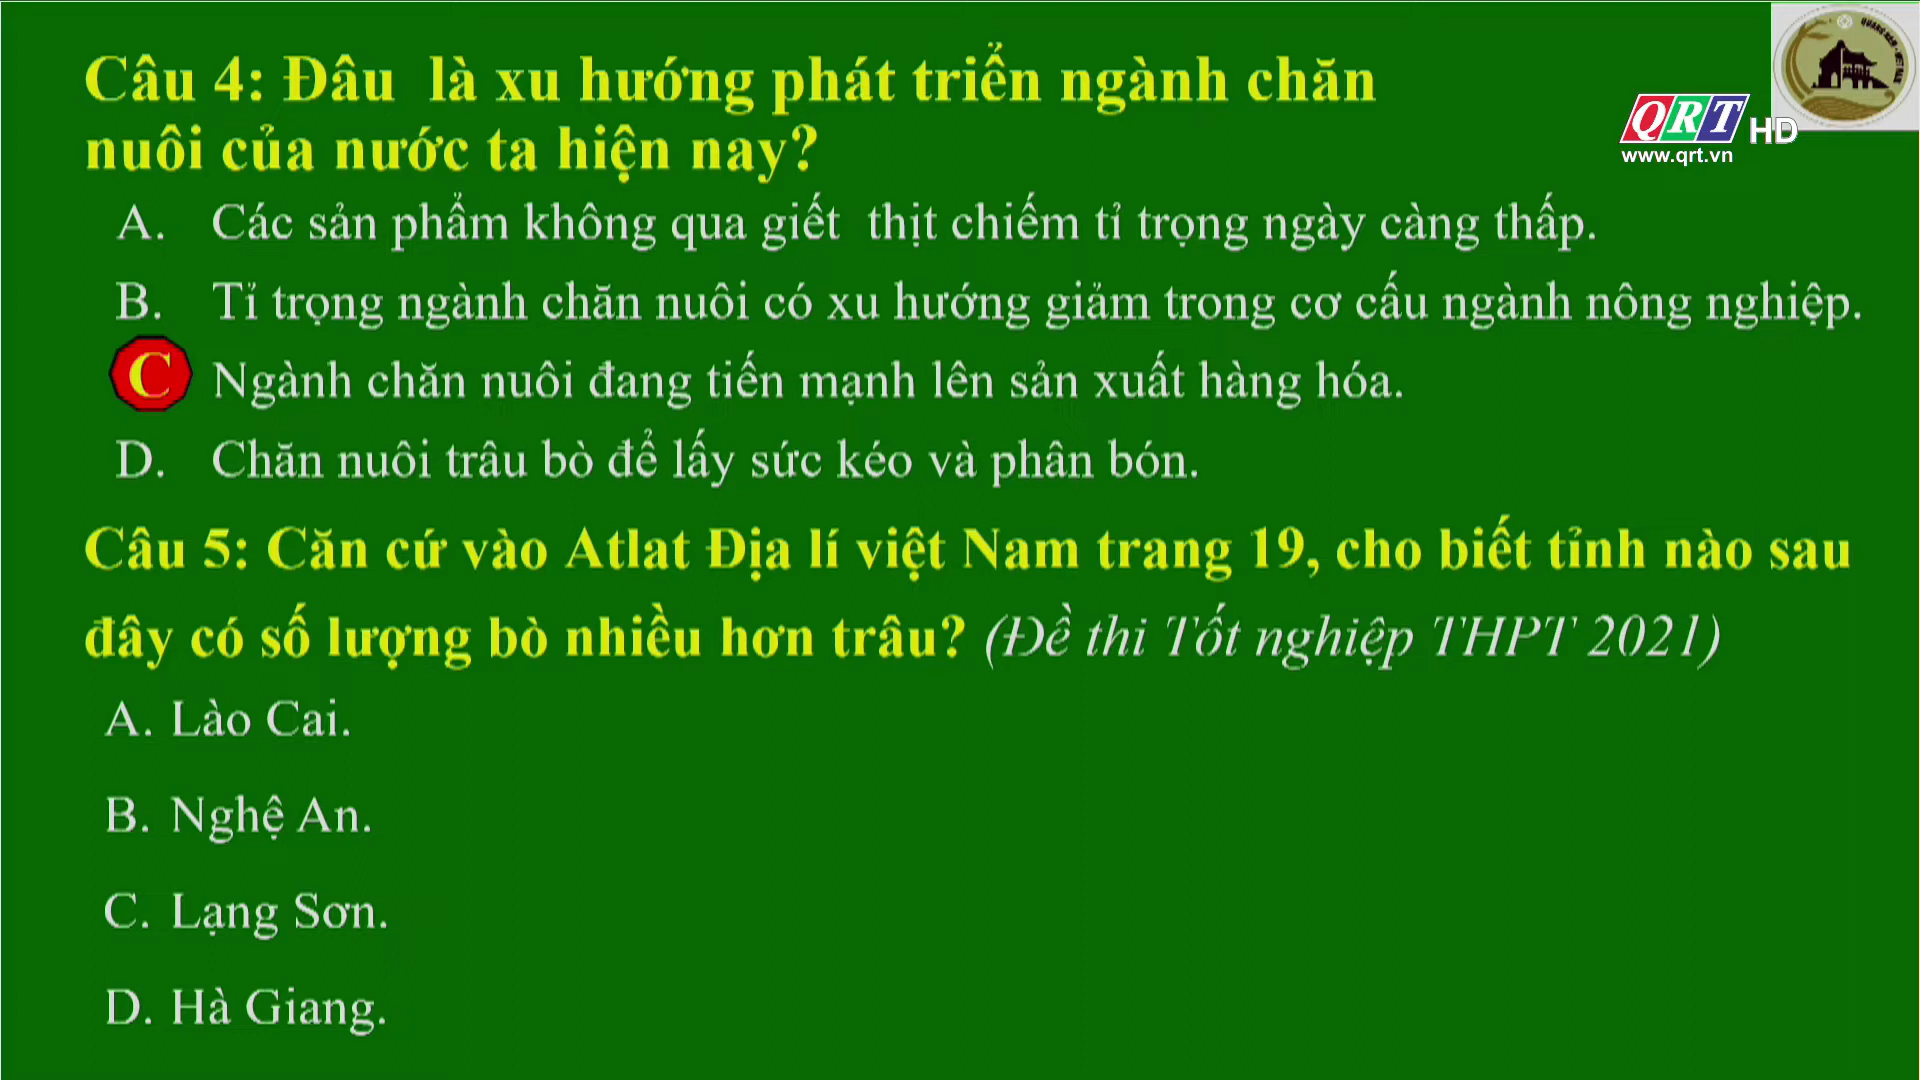 Câu 4: Đâu là xu hướng phát triển ngành chăn
nuôi của nước ta hiện nay?
A. Các sản phẩm không qua giết thịt chiếm tỉ trọng ngày càng thấp.
B. Tỉ trọng ngành chăn nuôi có xu hướng giảm trong cơ cấu ngành nông nghiệp.
C Ngành chăn nuôi đang tiến mạnh lên sản xuất hàng hóa.
D. Chăn nuôi trâu bò để lấy sức kéo và phân bón.
Câu 5: Căn cứ vào Atlat Địa lí việt Nam trang 19, cho biết tỉnh nào sau
đây có số lượng bò nhiều hơn trâu? (Đề thi Tốt nghiệp THPT 2021)
A. Lào Cai.
B. Nghệ An.
C. Lạng Sơn.
D. Hà Giang.
QRT HD
www.qrt.vn